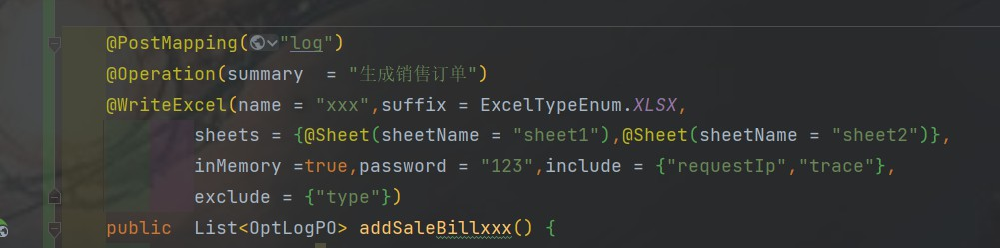 @PostMapping("log")
@Operation(summary = "生成销售订单")
@WriteExcel(name = "xxx",suffix = ExcelTypeEnum.XLSX,
sheets = {@Sheet(sheetName = "sheet1"),@Sheet(sheetName = "sheet2")},
inMemory =true,password = "123",include = {"requestIp","trace"},
exclude = {"type"})
public List<OptLogPO> addSaleBillxxx() {